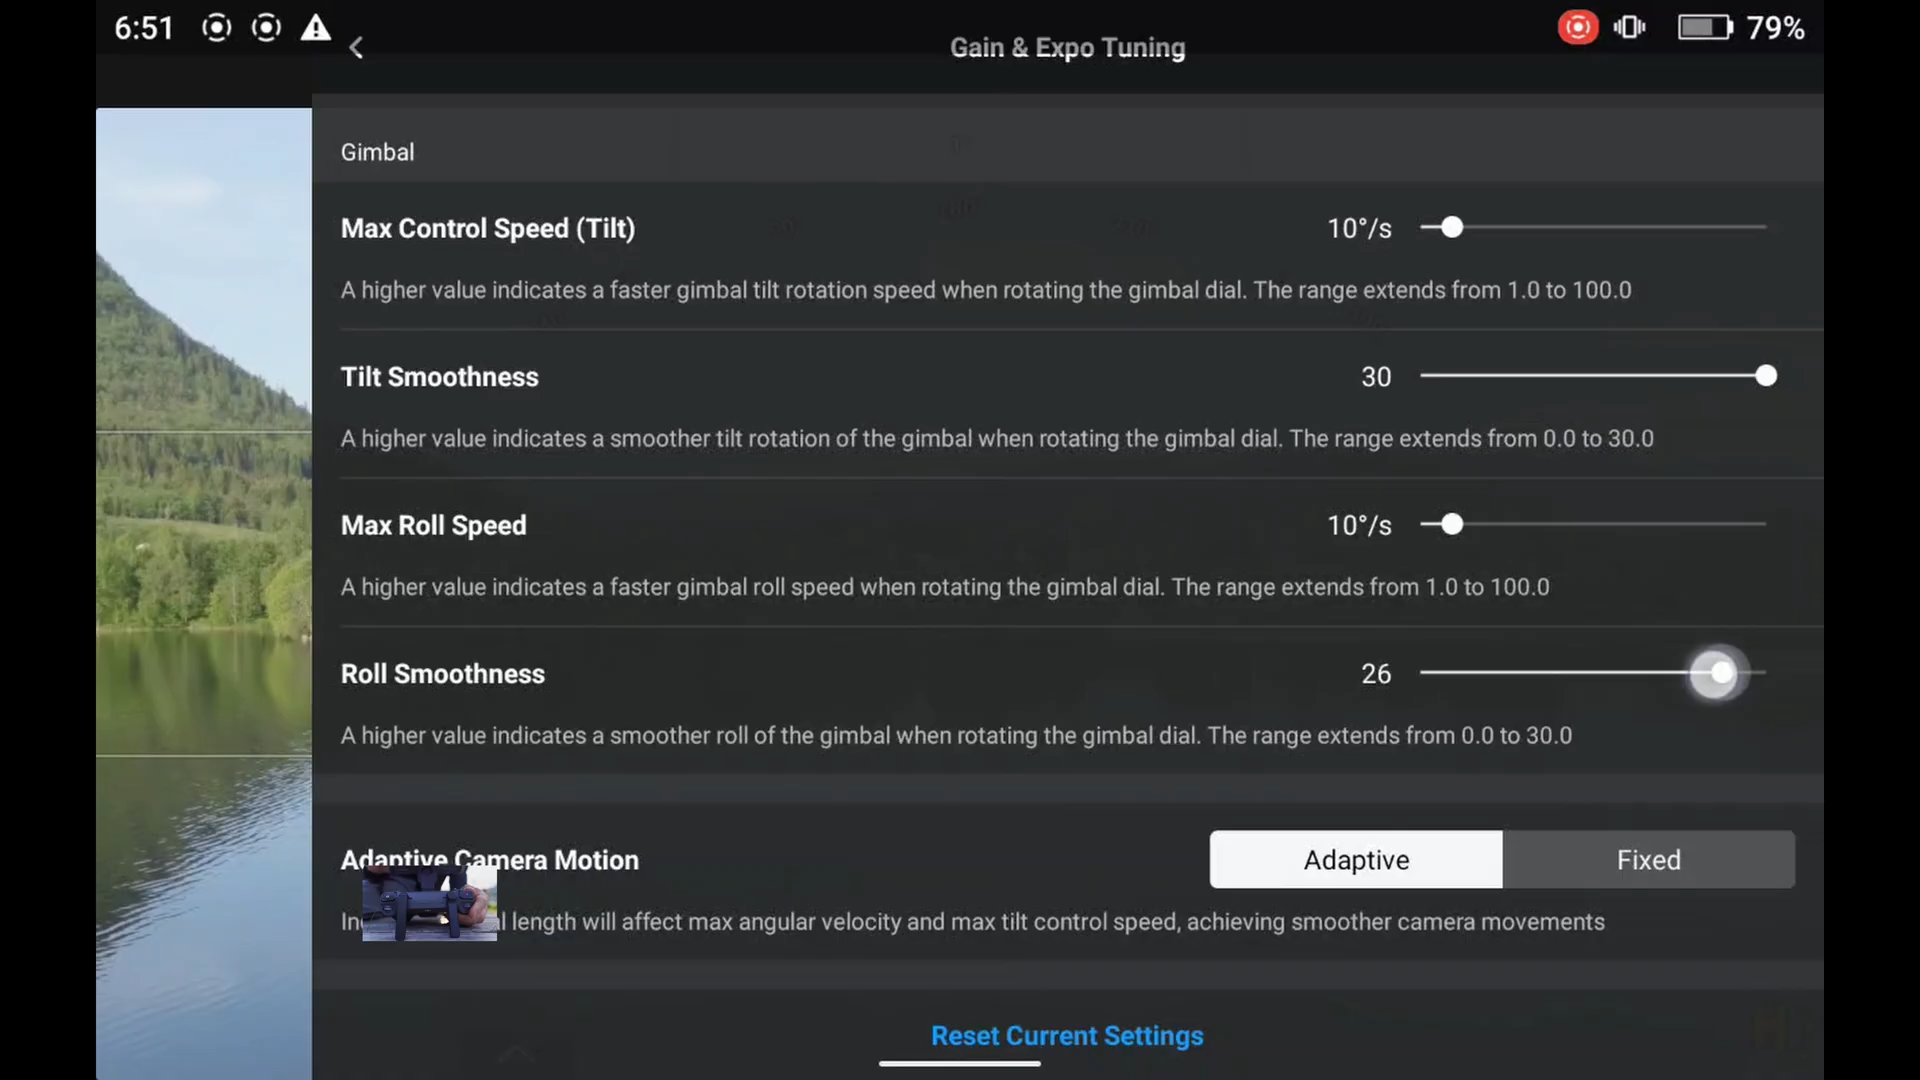 6:51
79%
Gain & Expo Tuning
Gimbal
Max Control Speed (Tilt)
10°/s
A higher value indicates a faster gimbal tilt rotation speed when rotating the gimbal dial. The range extends from 1.0 to 100.0
Tilt Smoothness
30
A higher value indicates a smoother tilt rotation of the gimbal when rotating the gimbal dial. The range extends from 0.0 to 30.0
Max Roll Speed
10°/s
A higher value indicates a faster gimbal roll speed when rotating the gimbal dial. The range extends from 1.0 to 100.0
Roll Smoothness
26
A higher value indicates a smoother roll of the gimbal when rotating the gimbal dial. The range extends from 0.0 to 30.0
Adaptive Camera Motion
Adaptive
Fixed
length will affect max angular velocity and max tilt control speed, achieving smoother camera movements
Reset Current Settings